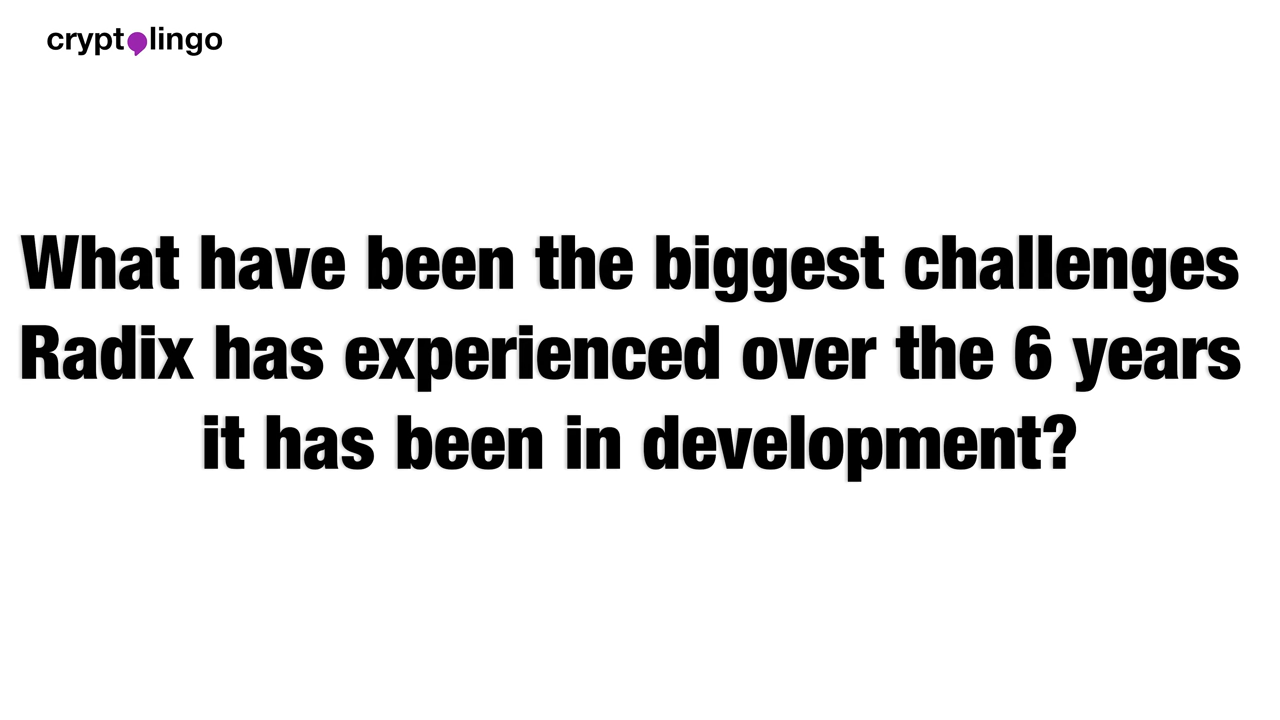 cryptolingo
What have been the biggest challenges
Radix has experienced over the 6 years
it has been in development?